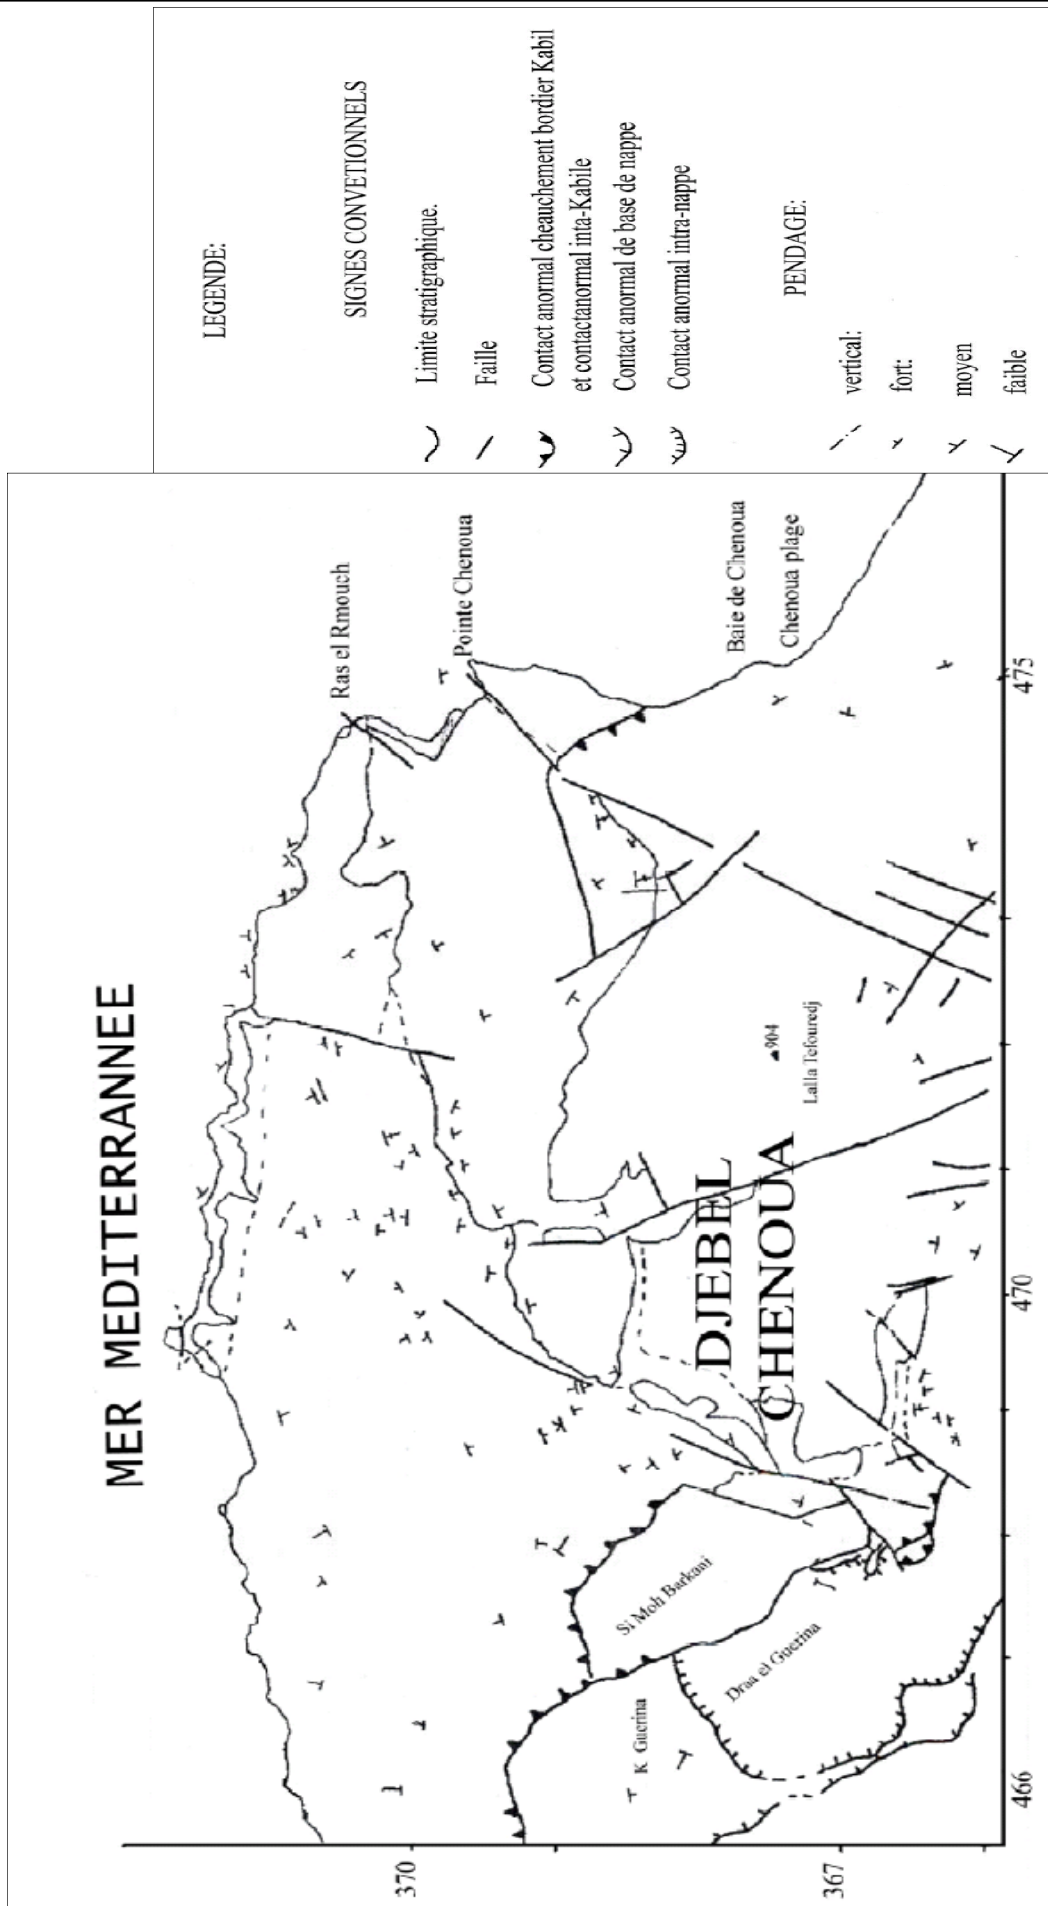 MER MEDITERRANNEE
Ras el Rmouch
Pointe Chenoua
Baie de Chenoua
Chenoua plage
904
Lalla Tefouredj
DJEBEL
CHENOUA
Si Moh Barkani
Draa el Guerina
K Guerina
370
367
466
470
475
LEGENDE:
SIGNES CONVETIONNELS
Limite stratigraphique.
Faille
Contact anormal cheauchement bordier Kabil
et contactanormal inta-Kabile
Contact anormal de base de nappe
Contact anormal intra-nappe
PENDAGE:
vertical:
fort:
moyen
faible